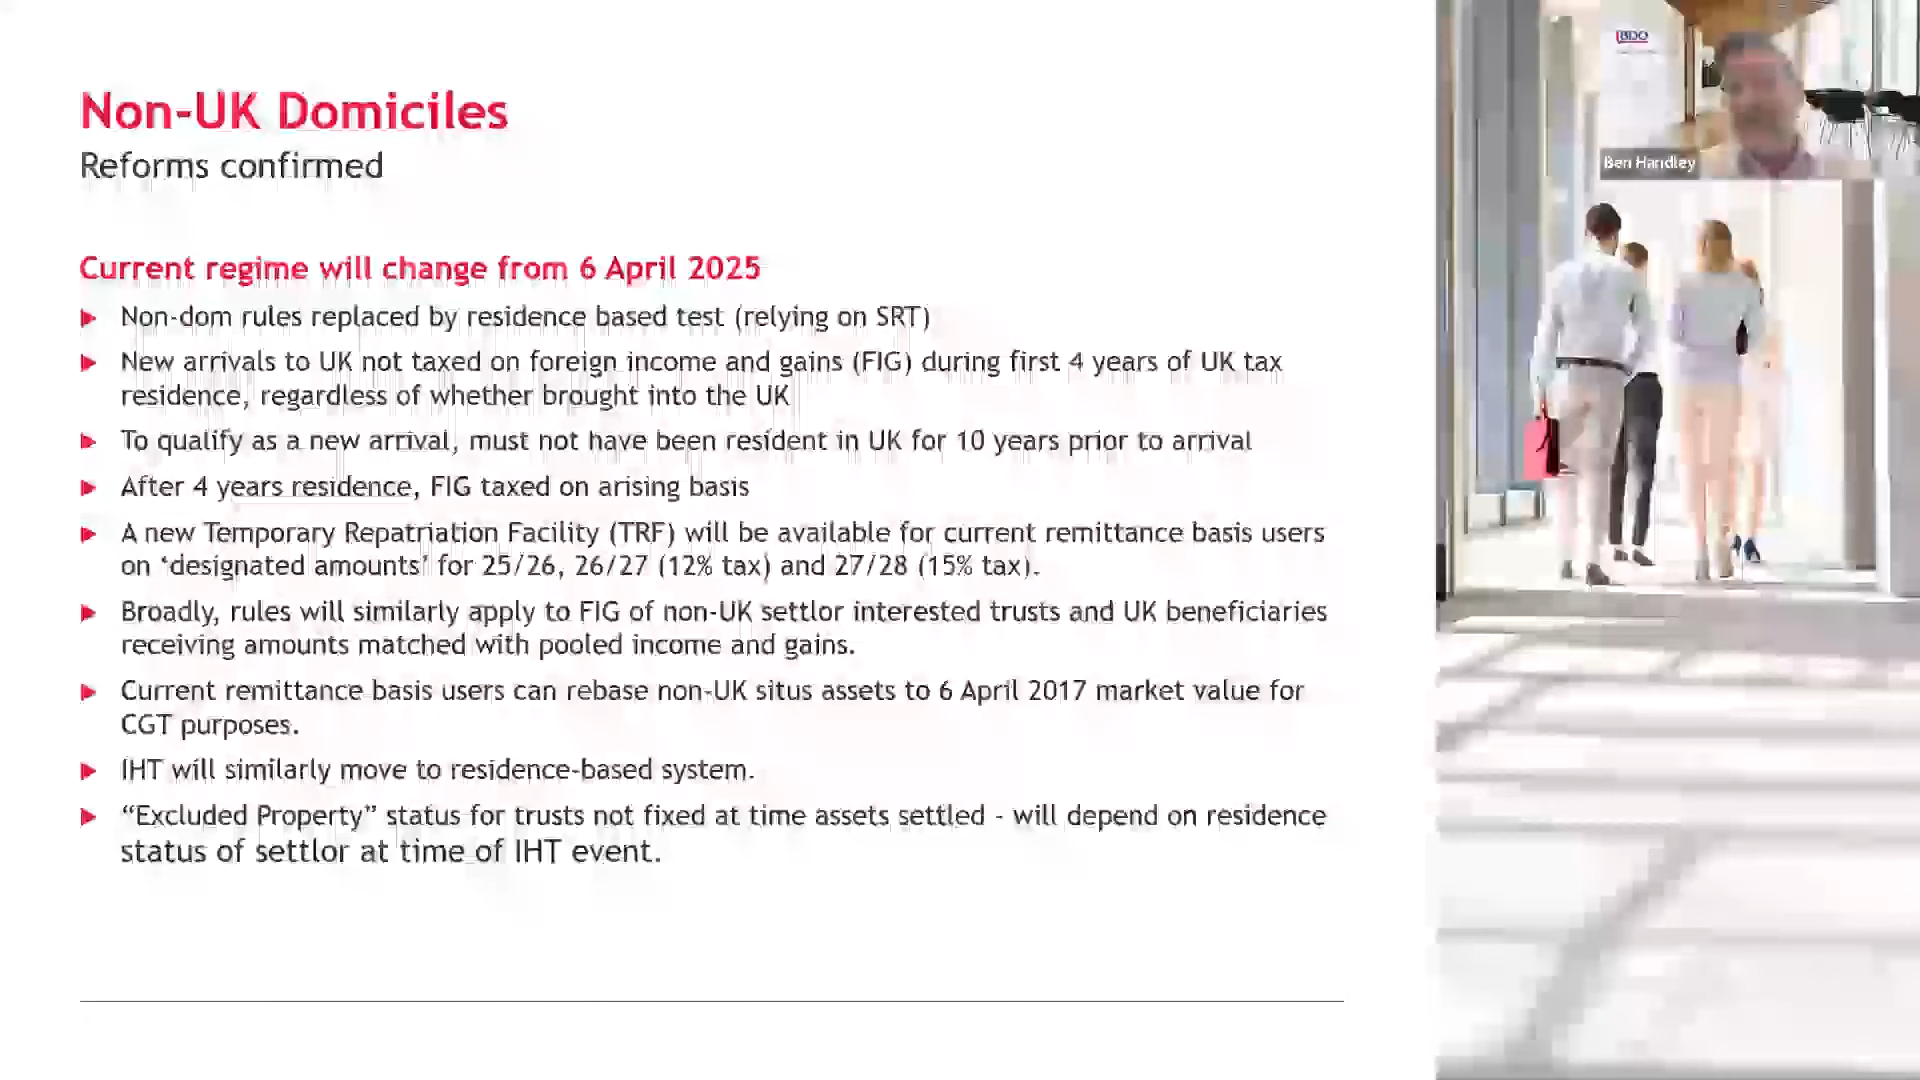 Non-UK Domiciles
Reforms confirmed
Current regime will change from 6 April 2025
Non-dom rules replaced by residence based test (relying on SRT)
New arrivals to UK not taxed on foreign income and gains (FIG) during first 4 years of UK tax
residence, regardless of whether brought into the UK
To qualify as a new arrival, must not have been resident in UK for 10 years prior to arrival
After 4 years residence, FIG taxed on arising basis
A new Temporary Repatriation Facility (TRF) will be available for current remittance basis users
on ‘designated amounts’ for 25/26, 26/27 (12% tax) and 27/28 (15% tax).
Broadly, rules will similarly apply to FIG of non-UK settlor interested trusts and UK beneficiaries
receiving amounts matched with pooled income and gains.
Current remittance basis users can rebase non-UK situs assets to 6 April 2017 market value for
CGT purposes.
IHT will similarly move to residence-based system.
“Excluded Property” status for trusts not fixed at time assets settled - will depend on residence
status of settlor at time of IHT event.
BDO
Ben Handley